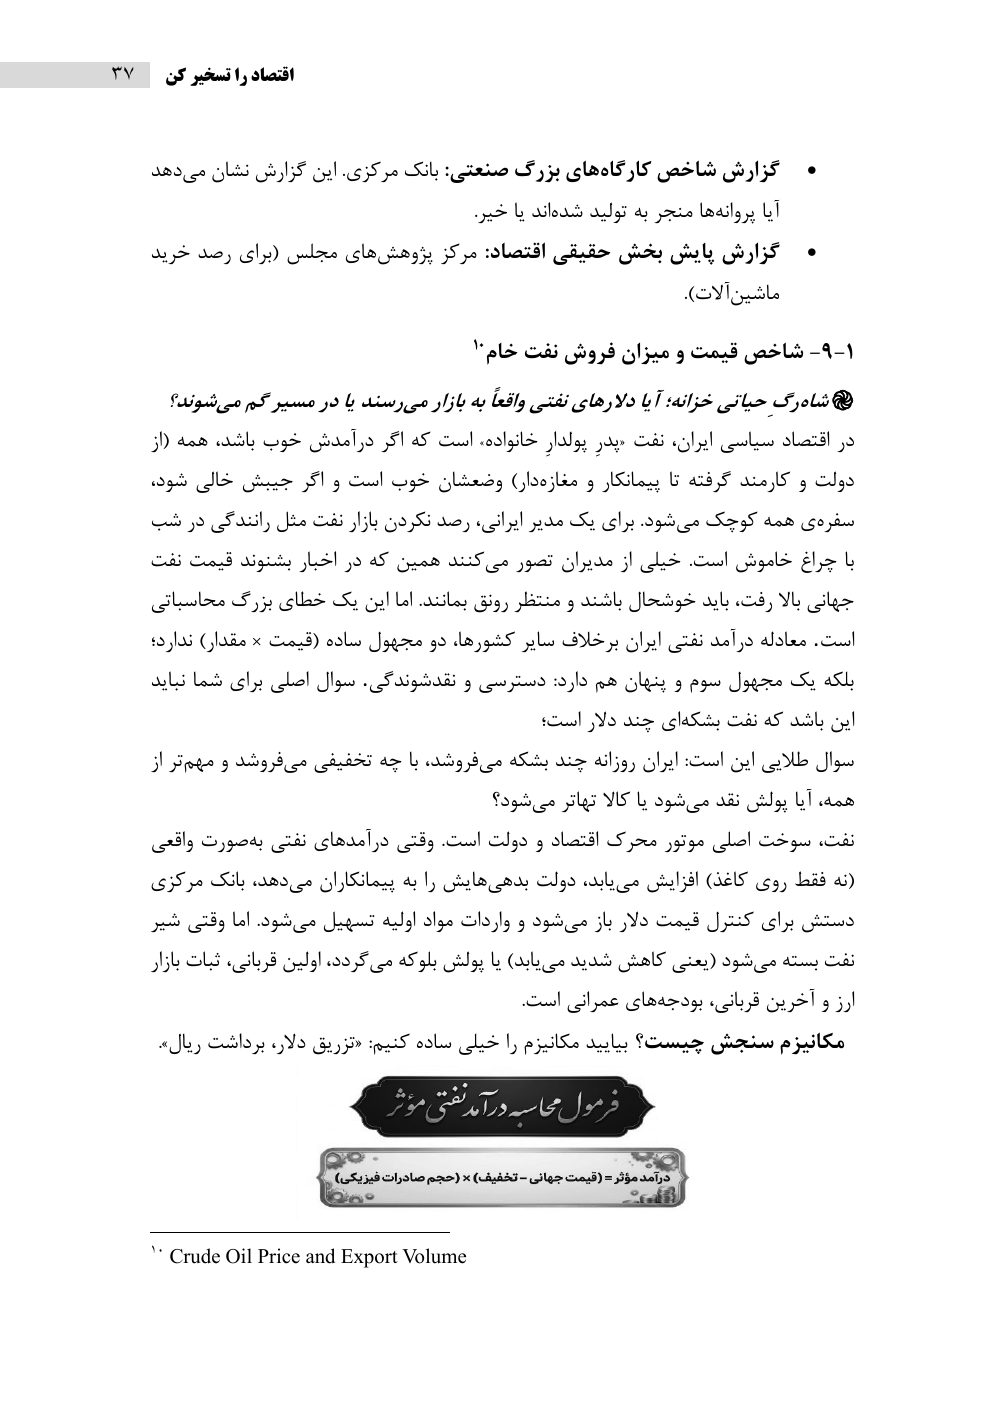 اقتصاد را تسخیر کن ۳۷
• گزارش شاخص کارگاه‌های بزرگ صنعتی: بانک مرکزی. این گزارش نشان می‌دهد
آیا پروانه‌ها منجر به تولید شده‌اند یا خیر.
• گزارش پایش بخش حقیقی اقتصاد: مرکز پژوهش‌های مجلس (برای رصد خرید
ماشین‌آلات).
۱-۹- شاخص قیمت و میزان فروش نفت خام۱۰
شاه‌رگِ حیاتی خزانه؛ آیا دلارهای نفتی واقعاً به بازار می‌رسند یا در مسیر گم می‌شوند؟
در اقتصاد سیاسی ایران، نفت «پدرِ پولدارِ خانواده» است که اگر درآمدش خوب باشد، همه (از
دولت و کارمند گرفته تا پیمانکار و مغازه‌دار) وضعشان خوب است و اگر جیبش خالی شود،
سفره‌ی همه کوچک می‌شود. برای یک مدیر ایرانی، رصد نکردن بازار نفت مثل رانندگی در شب
با چراغ خاموش است. خیلی از مدیران تصور می‌کنند همین که در اخبار بشنوند قیمت نفت
جهانی بالا رفت، باید خوشحال باشند و منتظر رونق بمانند. اما این یک خطای بزرگ محاسباتی
است. معادله درآمد نفتی ایران برخلاف سایر کشورها، دو مجهول ساده (قیمت × مقدار) ندارد؛
بلکه یک مجهول سوم و پنهان هم دارد: دسترسی و نقدشوندگی. سوال اصلی برای شما نباید
این باشد که نفت بشکه‌ای چند دلار است؛
سوال طلایی این است: ایران روزانه چند بشکه می‌فروشد، با چه تخفیفی می‌فروشد و مهم‌تر از
همه، آیا پولش نقد می‌شود یا کالا تهاتر می‌شود؟
نفت، سوخت اصلی موتور محرک اقتصاد و دولت است. وقتی درآمدهای نفتی به‌صورت واقعی
(نه فقط روی کاغذ) افزایش می‌یابد، دولت بدهی‌هایش را به پیمانکاران می‌دهد، بانک مرکزی
دستش برای کنترل قیمت دلار باز می‌شود و واردات مواد اولیه تسهیل می‌شود. اما وقتی شیر
نفت بسته می‌شود (یعنی کاهش شدید می‌یابد) یا پولش بلوکه می‌گردد، اولین قربانی، ثبات بازار
ارز و آخرین قربانی، بودجه‌های عمرانی است.
مکانیزم سنجش چیست؟ بیایید مکانیزم را خیلی ساده کنیم: «تزریق دلار، برداشت ریال».
فرمول محاسبه درآمد نفتی مؤثر
درآمد مؤثر = (قیمت جهانی – تخفیف) × (حجم صادرات فیزیکی)
۱۰ Crude Oil Price and Export Volume